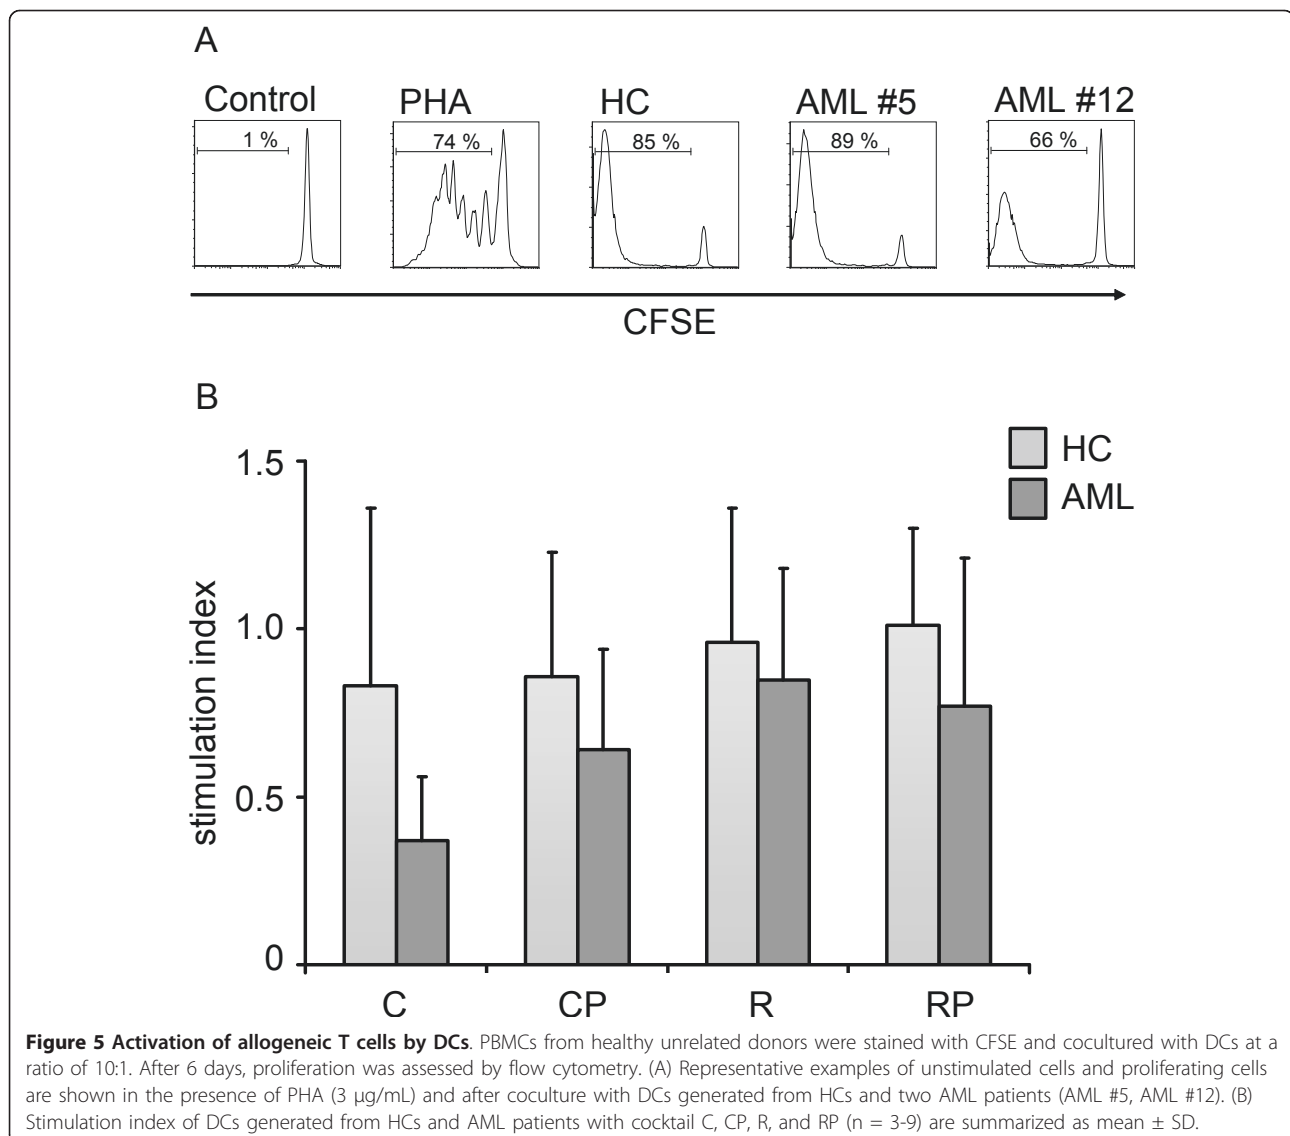 A
Control PHA HC AML #5 AML #12
1 % 74 % 85 % 89 % 66 %
CFSE
B
HC
AML
1.5
1.0
0.5
0
stimulation index
C CP R RP
Figure 5 Activation of allogeneic T cells by DCs. PBMCs from healthy unrelated donors were stained with CFSE and cocultured with DCs at a
ratio of 10:1. After 6 days, proliferation was assessed by flow cytometry. (A) Representative examples of unstimulated cells and proliferating cells
are shown in the presence of PHA (3 μg/mL) and after coculture with DCs generated from HCs and two AML patients (AML #5, AML #12). (B)
Stimulation index of DCs generated from HCs and AML patients with cocktail C, CP, R, and RP (n = 3-9) are summarized as mean ± SD.